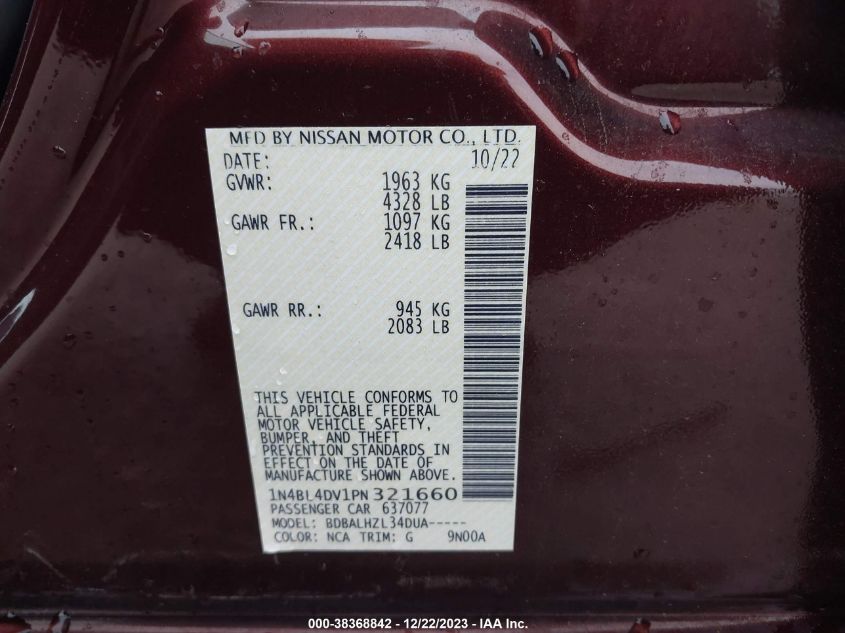 MFD BY NISSAN MOTOR CO., LTD.
DATE: 10/22
GVWR: 1963 KG
4328 LB
GAWR FR.: 1097 KG
2418 LB
GAWR RR.: 945 KG
2083 LB
THIS VEHICLE CONFORMS TO
ALL APPLICABLE FEDERAL
MOTOR VEHICLE SAFETY,
BUMPER, AND THEFT
PREVENTION STANDARDS IN
EFFECT ON THE DATE OF
MANUFACTURE SHOWN ABOVE.
1N4BL4DV1PN321660
PASSENGER CAR 637077
MODEL: BDBALHZL34DUA-----
COLOR: NCA TRIM: G 9N00A
000-38368842 - 12/22/2023 - IAA Inc.